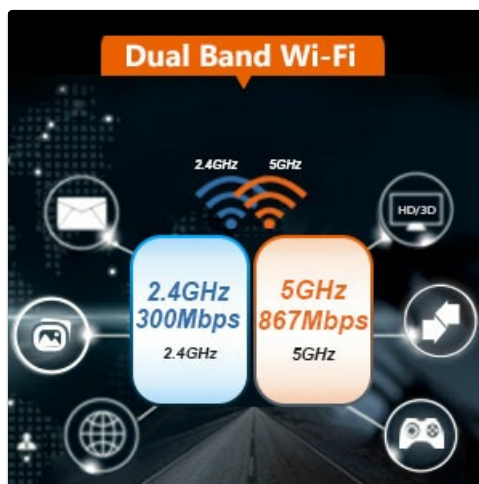 Dual Band Wi-Fi
2.4GHz 5GHz
HD/3D
2.4GHz
300Mbps
2.4GHz
5GHz
867Mbps
5GHz